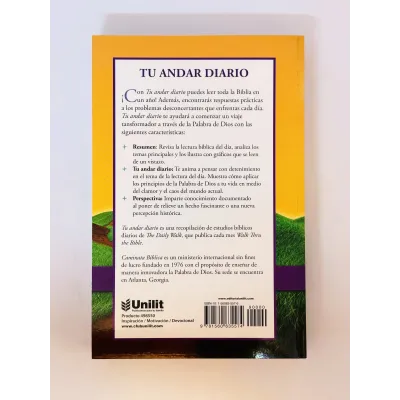 TU ANDAR DIARIO
¡Con Tu andar diario puedes leer toda la Biblia en
un año! Además, encontrarás respuestas prácticas
a los problemas desconcertantes que enfrentas cada día.
Tu andar diario te ayudará a comenzar un viaje
transformador a través de la Palabra de Dios con las
siguientes características:
+ Resumen: Revisa la lectura bíblica del día, analiza los
temas principales y los ilustra con gráficos que se leen
de un vistazo.
+ Tu andar diario: Te anima a pensar con detenimiento
en el tema de la lectura del día. Muestra cómo aplicar
los principios de la Palabra de Dios a tu vida en medio
del clamor y el caos del mundo actual.
+ Perspectiva: Imparte conocimiento documentado
al poner de relieve un hecho fascinante o una nueva
percepción histórica.
Tu andar diario es una recopilación de estudios bíblicos
diarios de The Daily Walk, que publica cada mes Walk Thru
the Bible.
Caminata Bíblica es un ministerio internacional sin fines
de lucro fundado en 1976 con el propósito de enseñar de
manera innovadora la Palabra de Dios. Su sede se encuentra
en Atlanta, Georgia.
Unilit
Producto
Inspiración / Motivación / Devocional
www.clubunilit.com
www.editorialunilit.com
90000